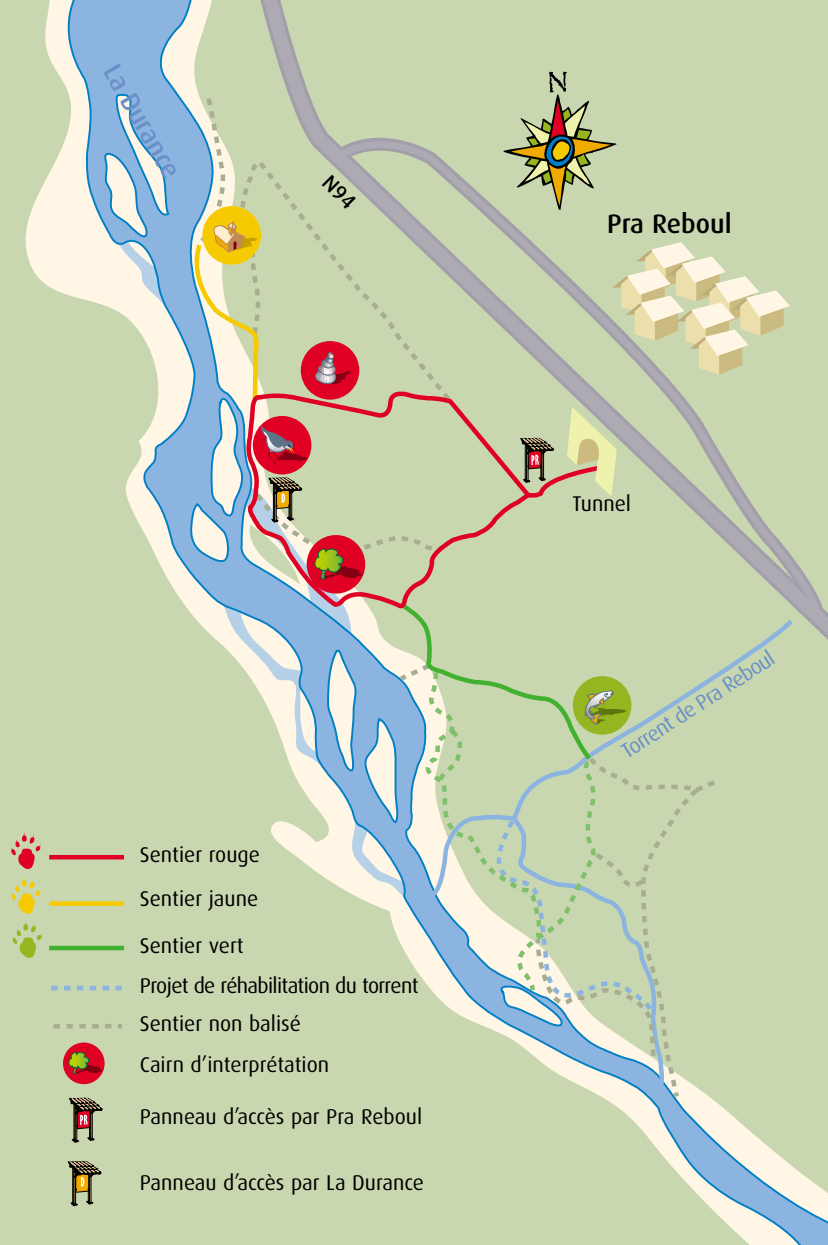 La Durance
N
N94
Pra Reboul
PR
Tunnel
D
Torrent de Pra Reboul
Sentier rouge
Sentier jaune
Sentier vert
Projet de réhabilitation du torrent
Sentier non balisé
Cairn d’interprétation
PR
Panneau d’accès par Pra Reboul
D
Panneau d’accès par La Durance